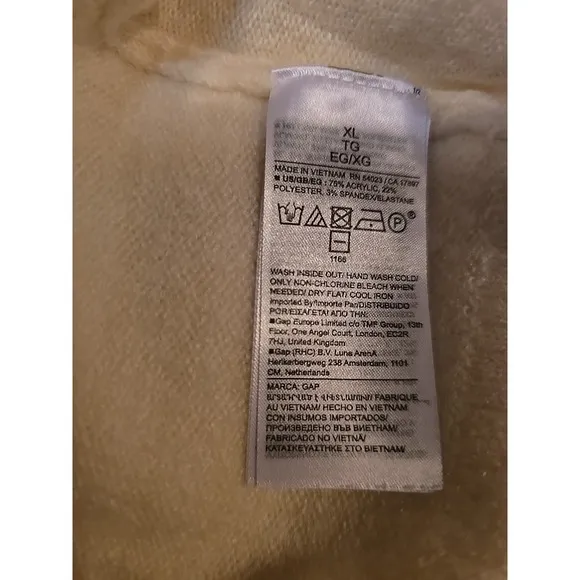 XL
TG
EG/XG
MADE IN VIETNAM RN 54023 / CA 17897
■ US/GB/EG : 75% ACRYLIC, 22%
POLYESTER, 3% SPANDEX/ELASTANE
P
1166
WASH INSIDE OUT/ HAND WASH COLD/
ONLY NON-CHLORINE BLEACH WHEN
NEEDED/ DRY FLAT/ COOL IRON
Imported By/Importe Par/DISTRIBUIDO
POR/ΕΙΣΑΓΕΤΑΙ ΑΠΟ ΤΗΝ:
■Gap Europe Limited c/o TMF Group, 13th
Floor, One Angel Court, London, EC2R
7HJ, United Kingdom
■Gap (RHC) B.V. Luna ArenA
Herikerbergweg 238 Amsterdam, 1101
CM, Netherlands
MARCA: GAP
ԱՐՏԱԴՐՎԱԾ Է ՎԻԵՏՆԱՄՈՒՄ/ FABRIQUE
AU VIETNAM/ HECHO EN VIETNAM
CON INSUMOS IMPORTADOS/
ПРОИЗВЕДЕНО ВЪВ ВИЕТНАМ/
FABRICADO NO VIETNÃ/
ΚΑΤΑΣΚΕΥΑΣΤΗΚΕ ΣΤΟ ΒΙΕΤΝΑΜ/